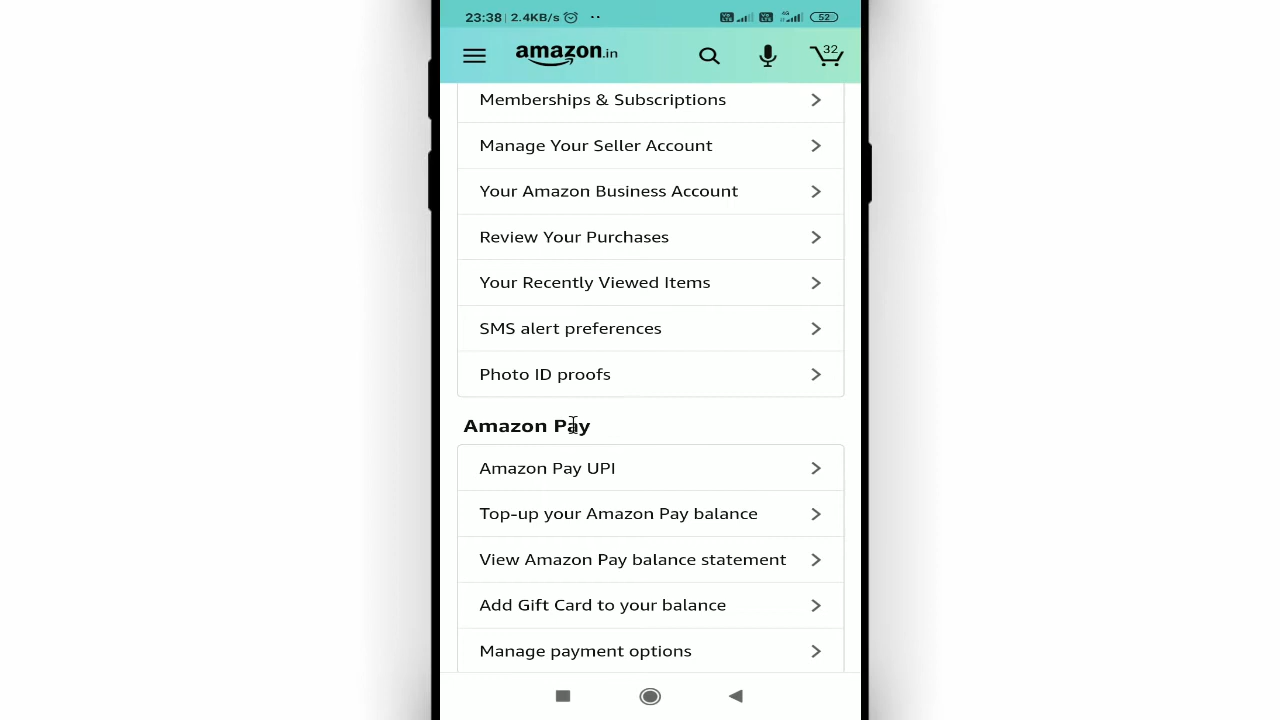 23:38 2.4KB/s 52
amazon.in 32
Memberships & Subscriptions
Manage Your Seller Account
Your Amazon Business Account
Review Your Purchases
Your Recently Viewed Items
SMS alert preferences
Photo ID proofs
Amazon Pay
Amazon Pay UPI
Top-up your Amazon Pay balance
View Amazon Pay balance statement
Add Gift Card to your balance
Manage payment options